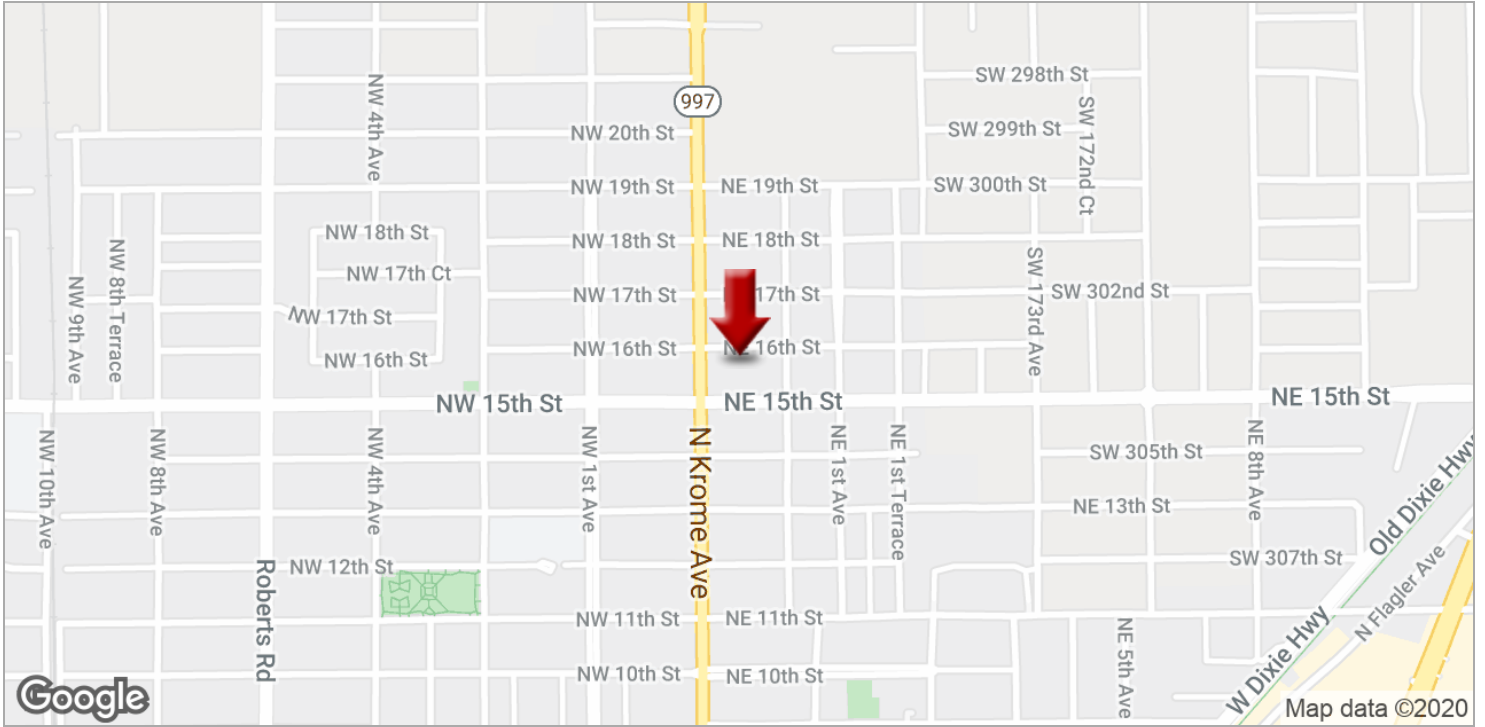 SW 298th St
NW 4th Ave
997
SW 172nd Ct
SW 299th St
NW 20th St
NW 19th St
NE 19th St
SW 300th St
NW 18th St
NW 18th St
NE 18th St
NW 8th Terrace
NW 17th Ct
NW 9th Ave
SW 173rd Ave
NW 17th St
17th St
SW 302nd St
NW 17th St
NW 16th St
NE 16th St
NW 16th St
NW 15th St
NE 15th St
NE 15th St
NW 10th Ave
NW 8th Ave
NW 4th Ave
NW 1st Ave
N Krome Ave
NE 1st Ave
NE 1st Terrace
NE 8th Ave
SW 305th St
Old Dixie Hwy
NE 13th St
N Flagler Ave
SW 307th St
NW 12th St
Roberts Rd
NW 11th St
NE 11th St
NE 5th Ave
W Dixie Hwy
NW 10th St
NE 10th St
Google
Map data ©2020